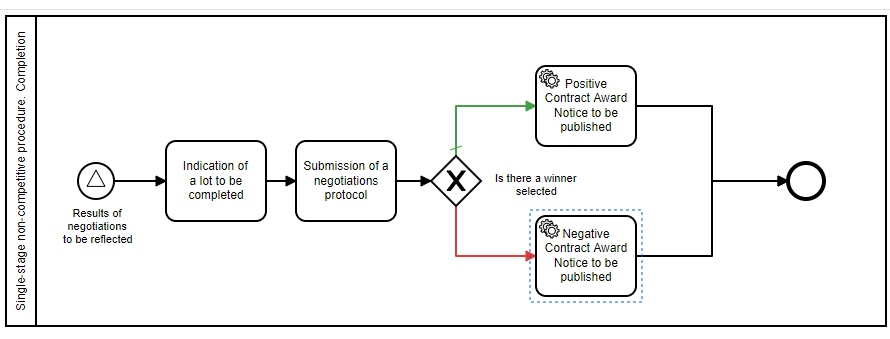 Single-stage non-competitive procedure. Completion
Results of
negotiations
to be reflected
Indication of
a lot to be
completed
Submission of a
negotiations
protocol
X
Is there a winner
selected
Positive
Contract Award
Notice to be
published
Negative
Contract Award
Notice to be
published